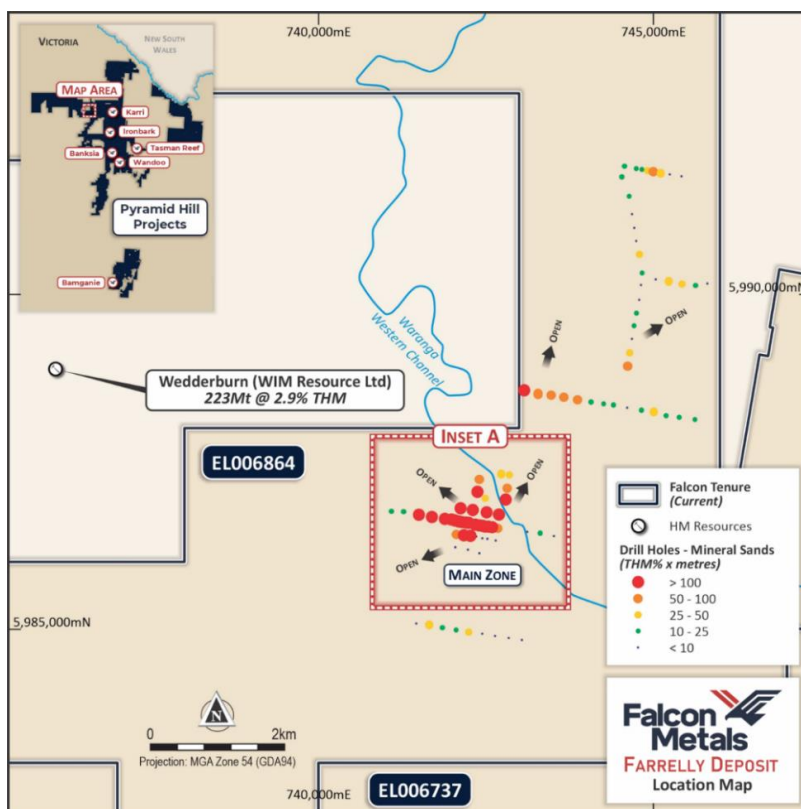 740,000mE
745,000mE
VICTORIA
NEW SOUTH
WALES
MAP AREA
Karri
Ironbark
Banksia
Tasman Reef
Wandoo
Pyramid Hill
Projects
Bamganie
5,990,000mN
OPEN
OPEN
Waranga
Western Channel
Wedderburn (WIM Resource Ltd)
223Mt @ 2.9% THM
INSET A
EL006864
OPEN
OPEN
OPEN
MAIN ZONE
Falcon Tenure
(Current)
HM Resources
Drill Holes - Mineral Sands
(THM% x metres)
> 100
50 - 100
25 - 50
10 - 25
< 10
5,985,000mN
N
0 2km
Projection: MGA Zone 54 (GDA94)
Falcon
Metals
FARRELLY DEPOSIT
Location Map
740,000mE
EL006737